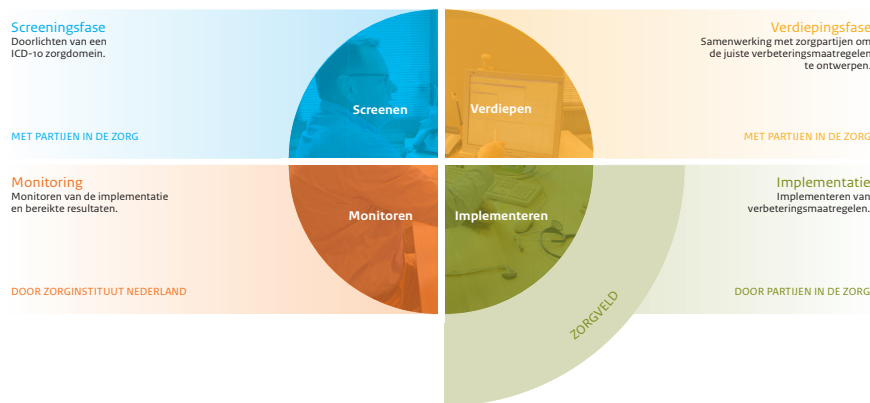 Screeningsfase
Doorlichten van een
ICD-10 zorgdomein.
MET PARTIJEN IN DE ZORG
Screenen
Verdiepen
Verdiepingsfase
Samenwerking met zorgpartijen om
de juiste verbeteringsmaatregelen
te ontwerpen.
MET PARTIJEN IN DE ZORG
Monitoring
Monitoren van de implementatie
en bereikte resultaten.
DOOR ZORGINSTITUUT NEDERLAND
Monitoren
Implementeren
Implementatie
Implementeren van
verbeteringsmaatregelen.
DOOR PARTIJEN IN DE ZORG
ZORGVELD